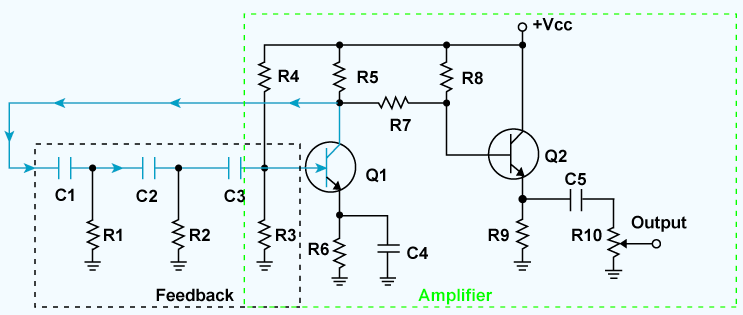 +Vcc
R4
R5
R8
R7
Q1
Q2
C1
C2
C3
C5
R1
R2
R3
R6
C4
R9
R10
Output
Feedback
Amplifier